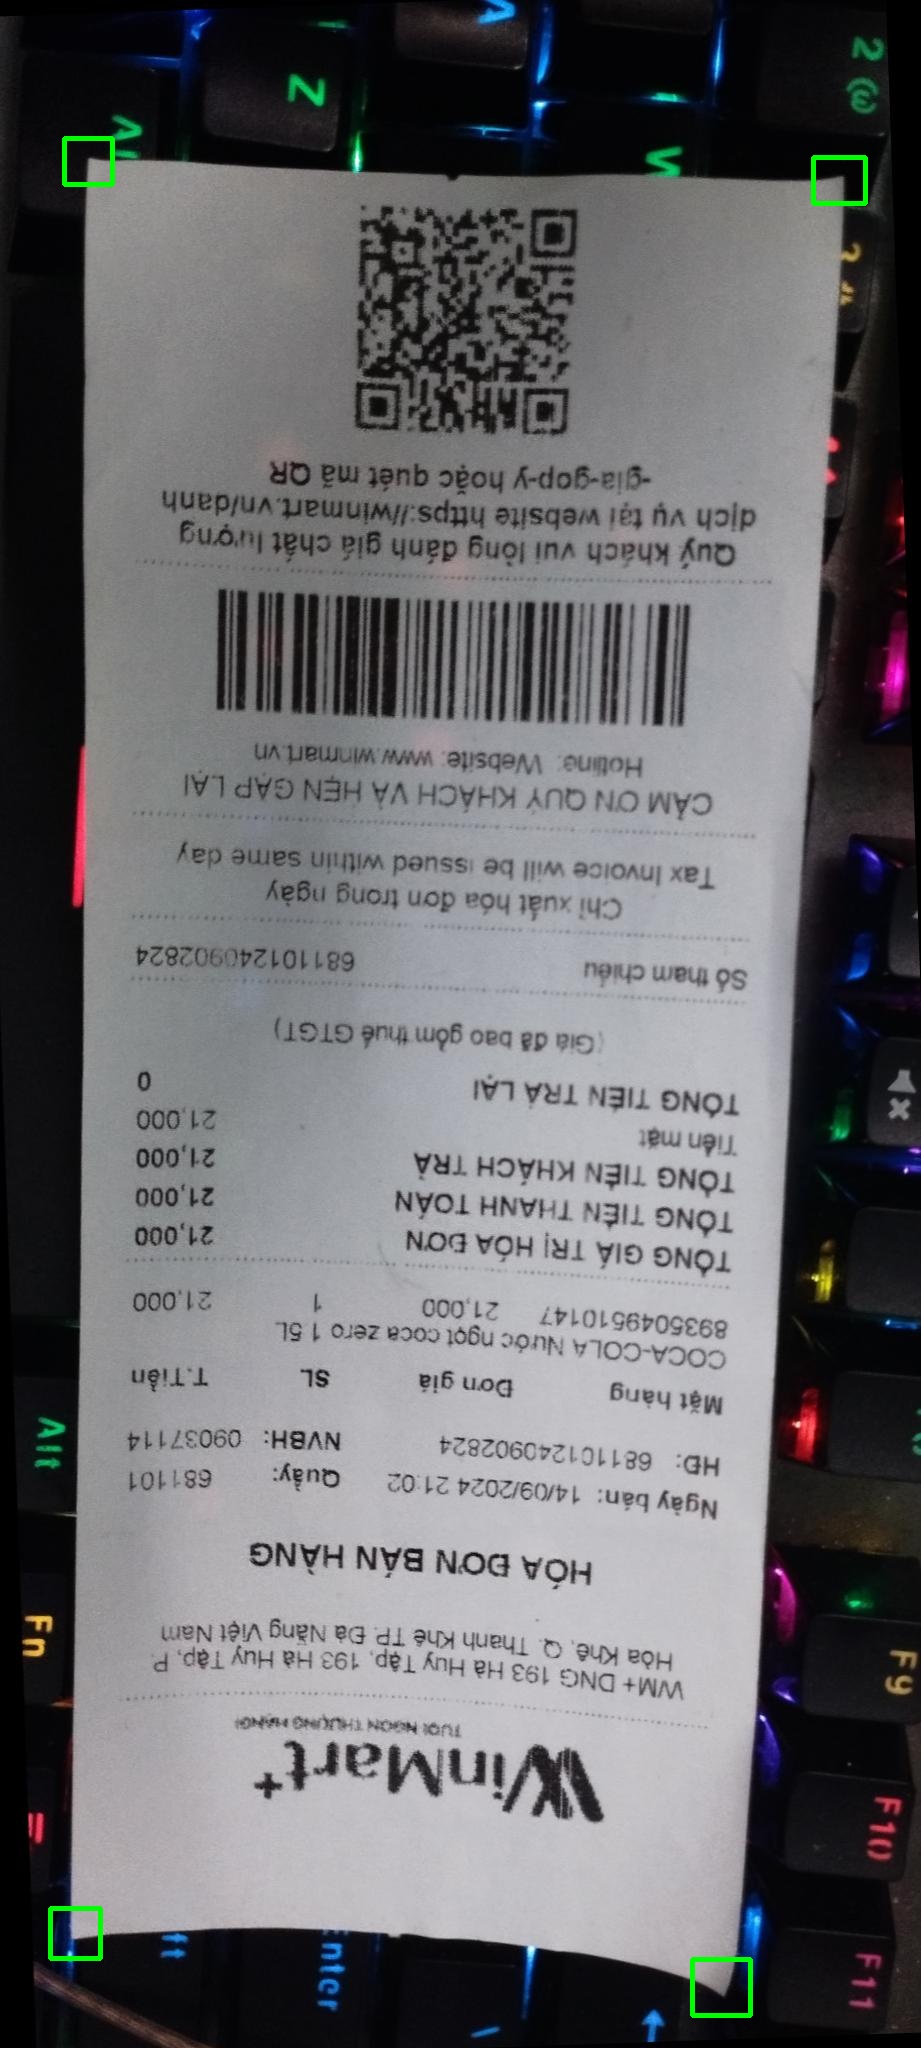 WinMart+
TƯƠI NGON THƯỢNG HẠNG!
WM+ DNG 193 Hà Huy Tập, 193 Hà Huy Tập, P.
Hòa Khê, Q. Thanh Khê TP. Đà Nẵng Việt Nam
HÓA ĐƠN BÁN HÀNG
Ngày bán: 14/09/2024 21:02 Quầy: 681101
HĐ: 68110124090282​4 NVBH: 09037114
Mặt hàng Đơn giá SL T.Tiền
COCA-COLA Nước ngọt coca zero 1.5L
8935049510147 21,000 1 21,000
TỔNG GIÁ TRỊ HÓA ĐƠN 21,000
TỔNG TIỀN THANH TOÁN 21,000
TỔNG TIỀN KHÁCH TRẢ 21,000
Tiền mặt 21,000
TỔNG TIỀN TRẢ LẠI 0
(Giá đã bao gồm thuế GTGT)
Số tham chiếu 681101240902824
Chỉ xuất hóa đơn trong ngày
Tax Invoice will be issued within same day
CẢM ƠN QUÝ KHÁCH VÀ HẸN GẶP LẠI
Hotline: Website: www.winmart.vn
Quý khách vui lòng đánh giá chất lượng
dịch vụ tại website https://winmart.vn/danh
-gia-gop-y hoặc quét mã QR
Z
A
2
W
3
Alt
Fn
F9
F10
F11
Enter